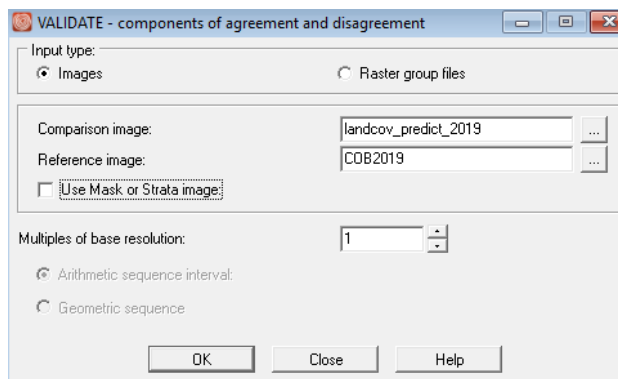 VALIDATE - components of agreement and disagreement
Input type:
Images Raster group files
Comparison image: landcov_predict_2019 ...
Reference image: COB2019 ...
Use Mask or Strata image:
Multiples of base resolution: 1
Arithmetic sequence interval:
Geometric sequence
OK Close Help